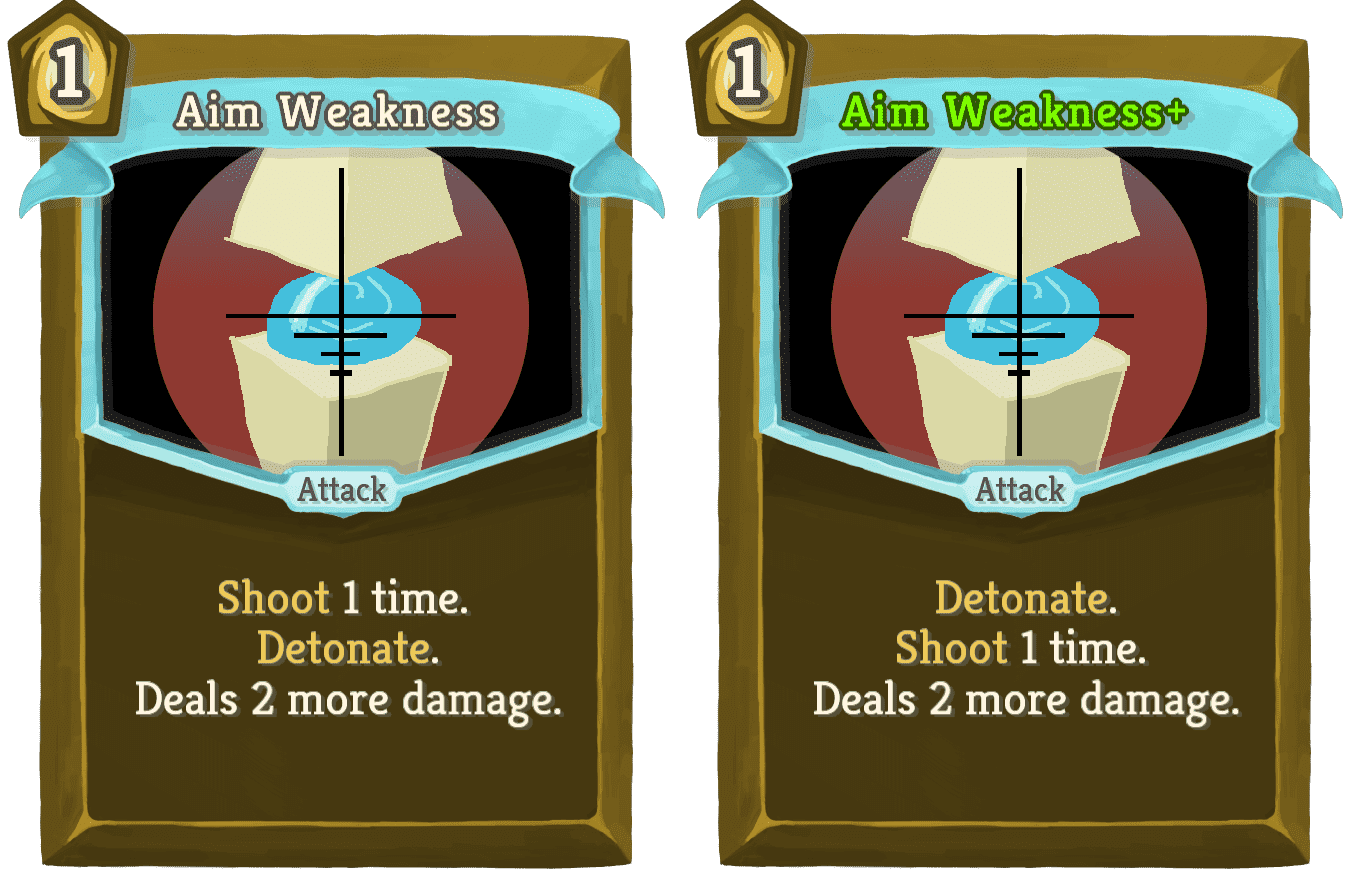 1
Aim Weakness
Attack
Shoot 1 time.
Detonate.
Deals 2 more damage.
1
Aim Weakness+
Attack
Detonate.
Shoot 1 time.
Deals 2 more damage.